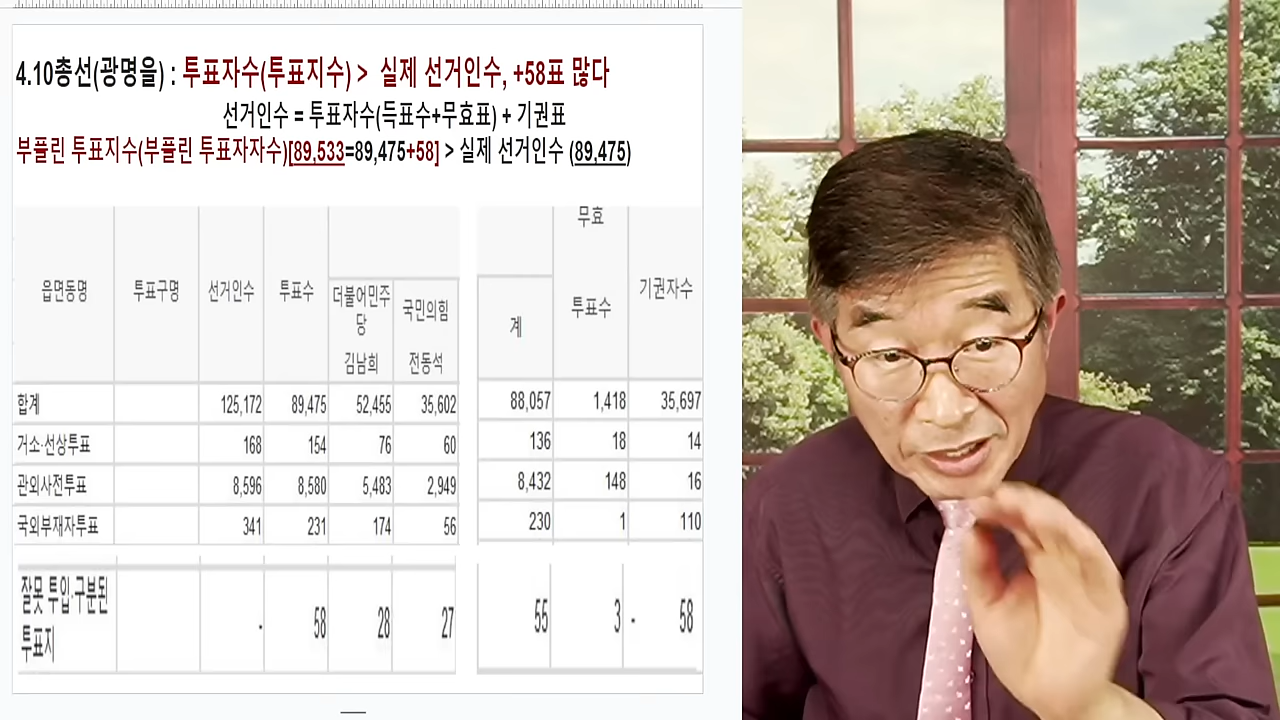 4.10총선(광명을) : 투표자수(투표지수) > 실제 선거인수, +58표 많다
선거인수 = 투표자수(득표수+무효표) + 기권표
부풀린 투표지수(부풀린 투표자자수)[89,533=89,475+58] > 실제 선거인수 (89,475)
읍면동명 투표구명 선거인수 투표수 더불어민주당 김남희 국민의힘 전동석 계 무효 투표수 기권자수
합계 125,172 89,475 52,455 35,602 88,057 1,418 35,697
거소·선상투표 168 154 76 60 136 18 14
관외사전투표 8,596 8,580 5,483 2,949 8,432 148 16
국외부재자투표 341 231 174 56 230 1 110
잘못 투입·구분된 투표지 - 58 28 27 55 3 - 58